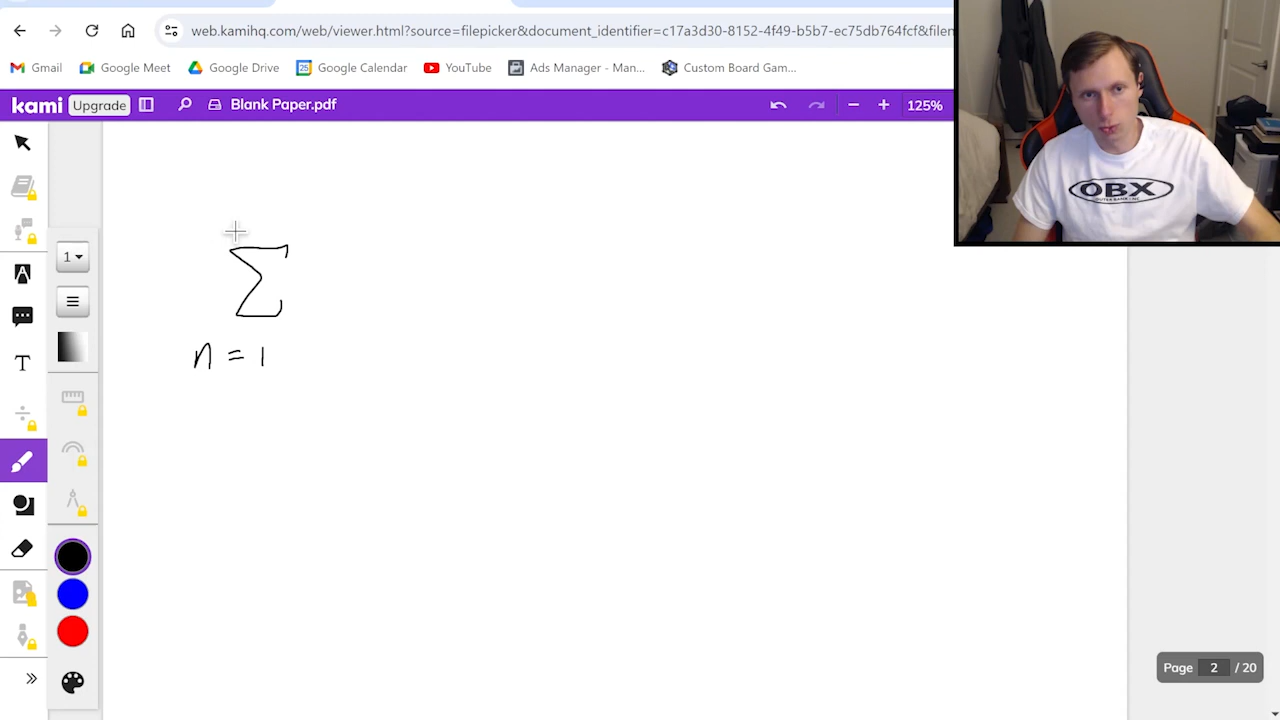 web.kamihq.com/web/viewer.html?source=filepicker&document_identifier=c17a3d30-8152-4f49-b5b7-ec75db764fcf&filen
Gmail Google Meet Google Drive 25 Google Calendar YouTube Ads Manager - Man... Custom Board Gam...
kami Upgrade Blank Paper.pdf 125%
OBX
1
Σ
n = 1
T
Page 2 / 20